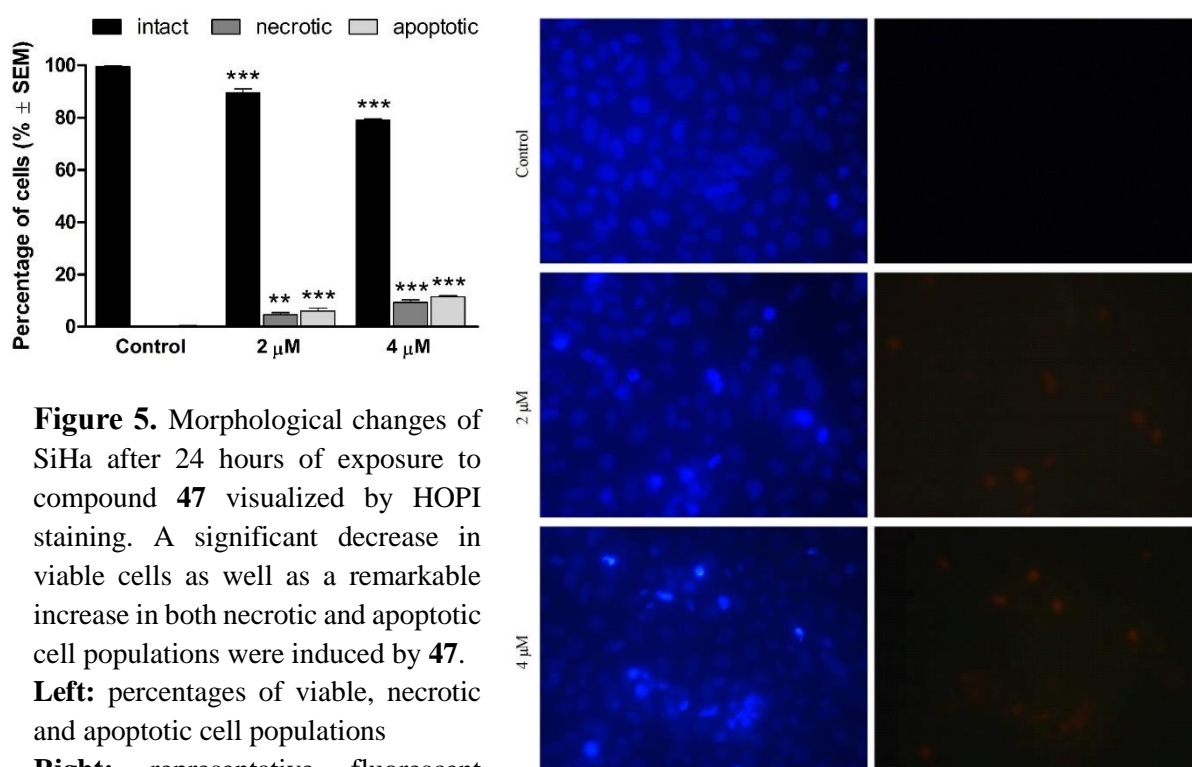 intact necrotic apoptotic
Percentage of cells (% ± SEM)
100
80
60
40
20
0
***
***
** ***
*** ***
Control 2 μM 4 μM
Figure 5. Morphological changes of
SiHa after 24 hours of exposure to
compound 47 visualized by HOPI
staining. A significant decrease in
viable cells as well as a remarkable
increase in both necrotic and apoptotic
cell populations were induced by 47.
Left: percentages of viable, necrotic
and apoptotic cell populations
Right: representative fluorescent
Control
2 μM
4 μM